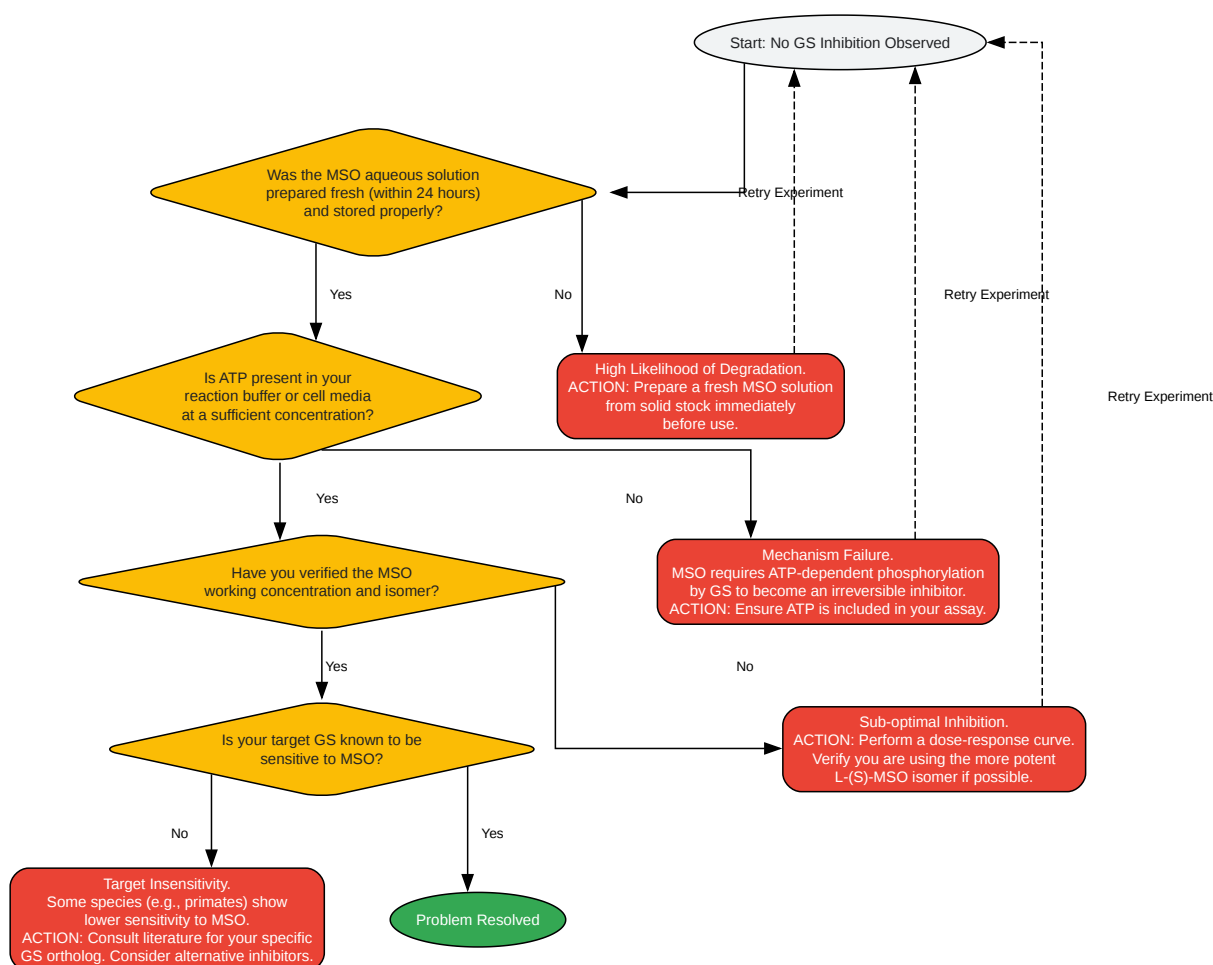 Start: No GS Inhibition Observed
Was the MSO aqueous solution
prepared fresh (within 24 hours)
and stored properly?
Retry Experiment
Yes
No
Retry Experiment
Is ATP present in your
reaction buffer or cell media
at a sufficient concentration?
High Likelihood of Degradation.
ACTION: Prepare a fresh MSO solution
from solid stock immediately
before use.
Retry Experiment
Yes
No
Have you verified the MSO
working concentration and isomer?
Mechanism Failure.
MSO requires ATP-dependent phosphorylation
by GS to become an irreversible inhibitor.
ACTION: Ensure ATP is included in your assay.
Yes
No
Is your target GS known to be
sensitive to MSO?
Sub-optimal Inhibition.
ACTION: Perform a dose-response curve.
Verify you are using the more potent
L-(S)-MSO isomer if possible.
No
Yes
Target Insensitivity.
Some species (e.g., primates) show
lower sensitivity to MSO.
ACTION: Consult literature for your specific
GS ortholog. Consider alternative inhibitors.
Problem Resolved